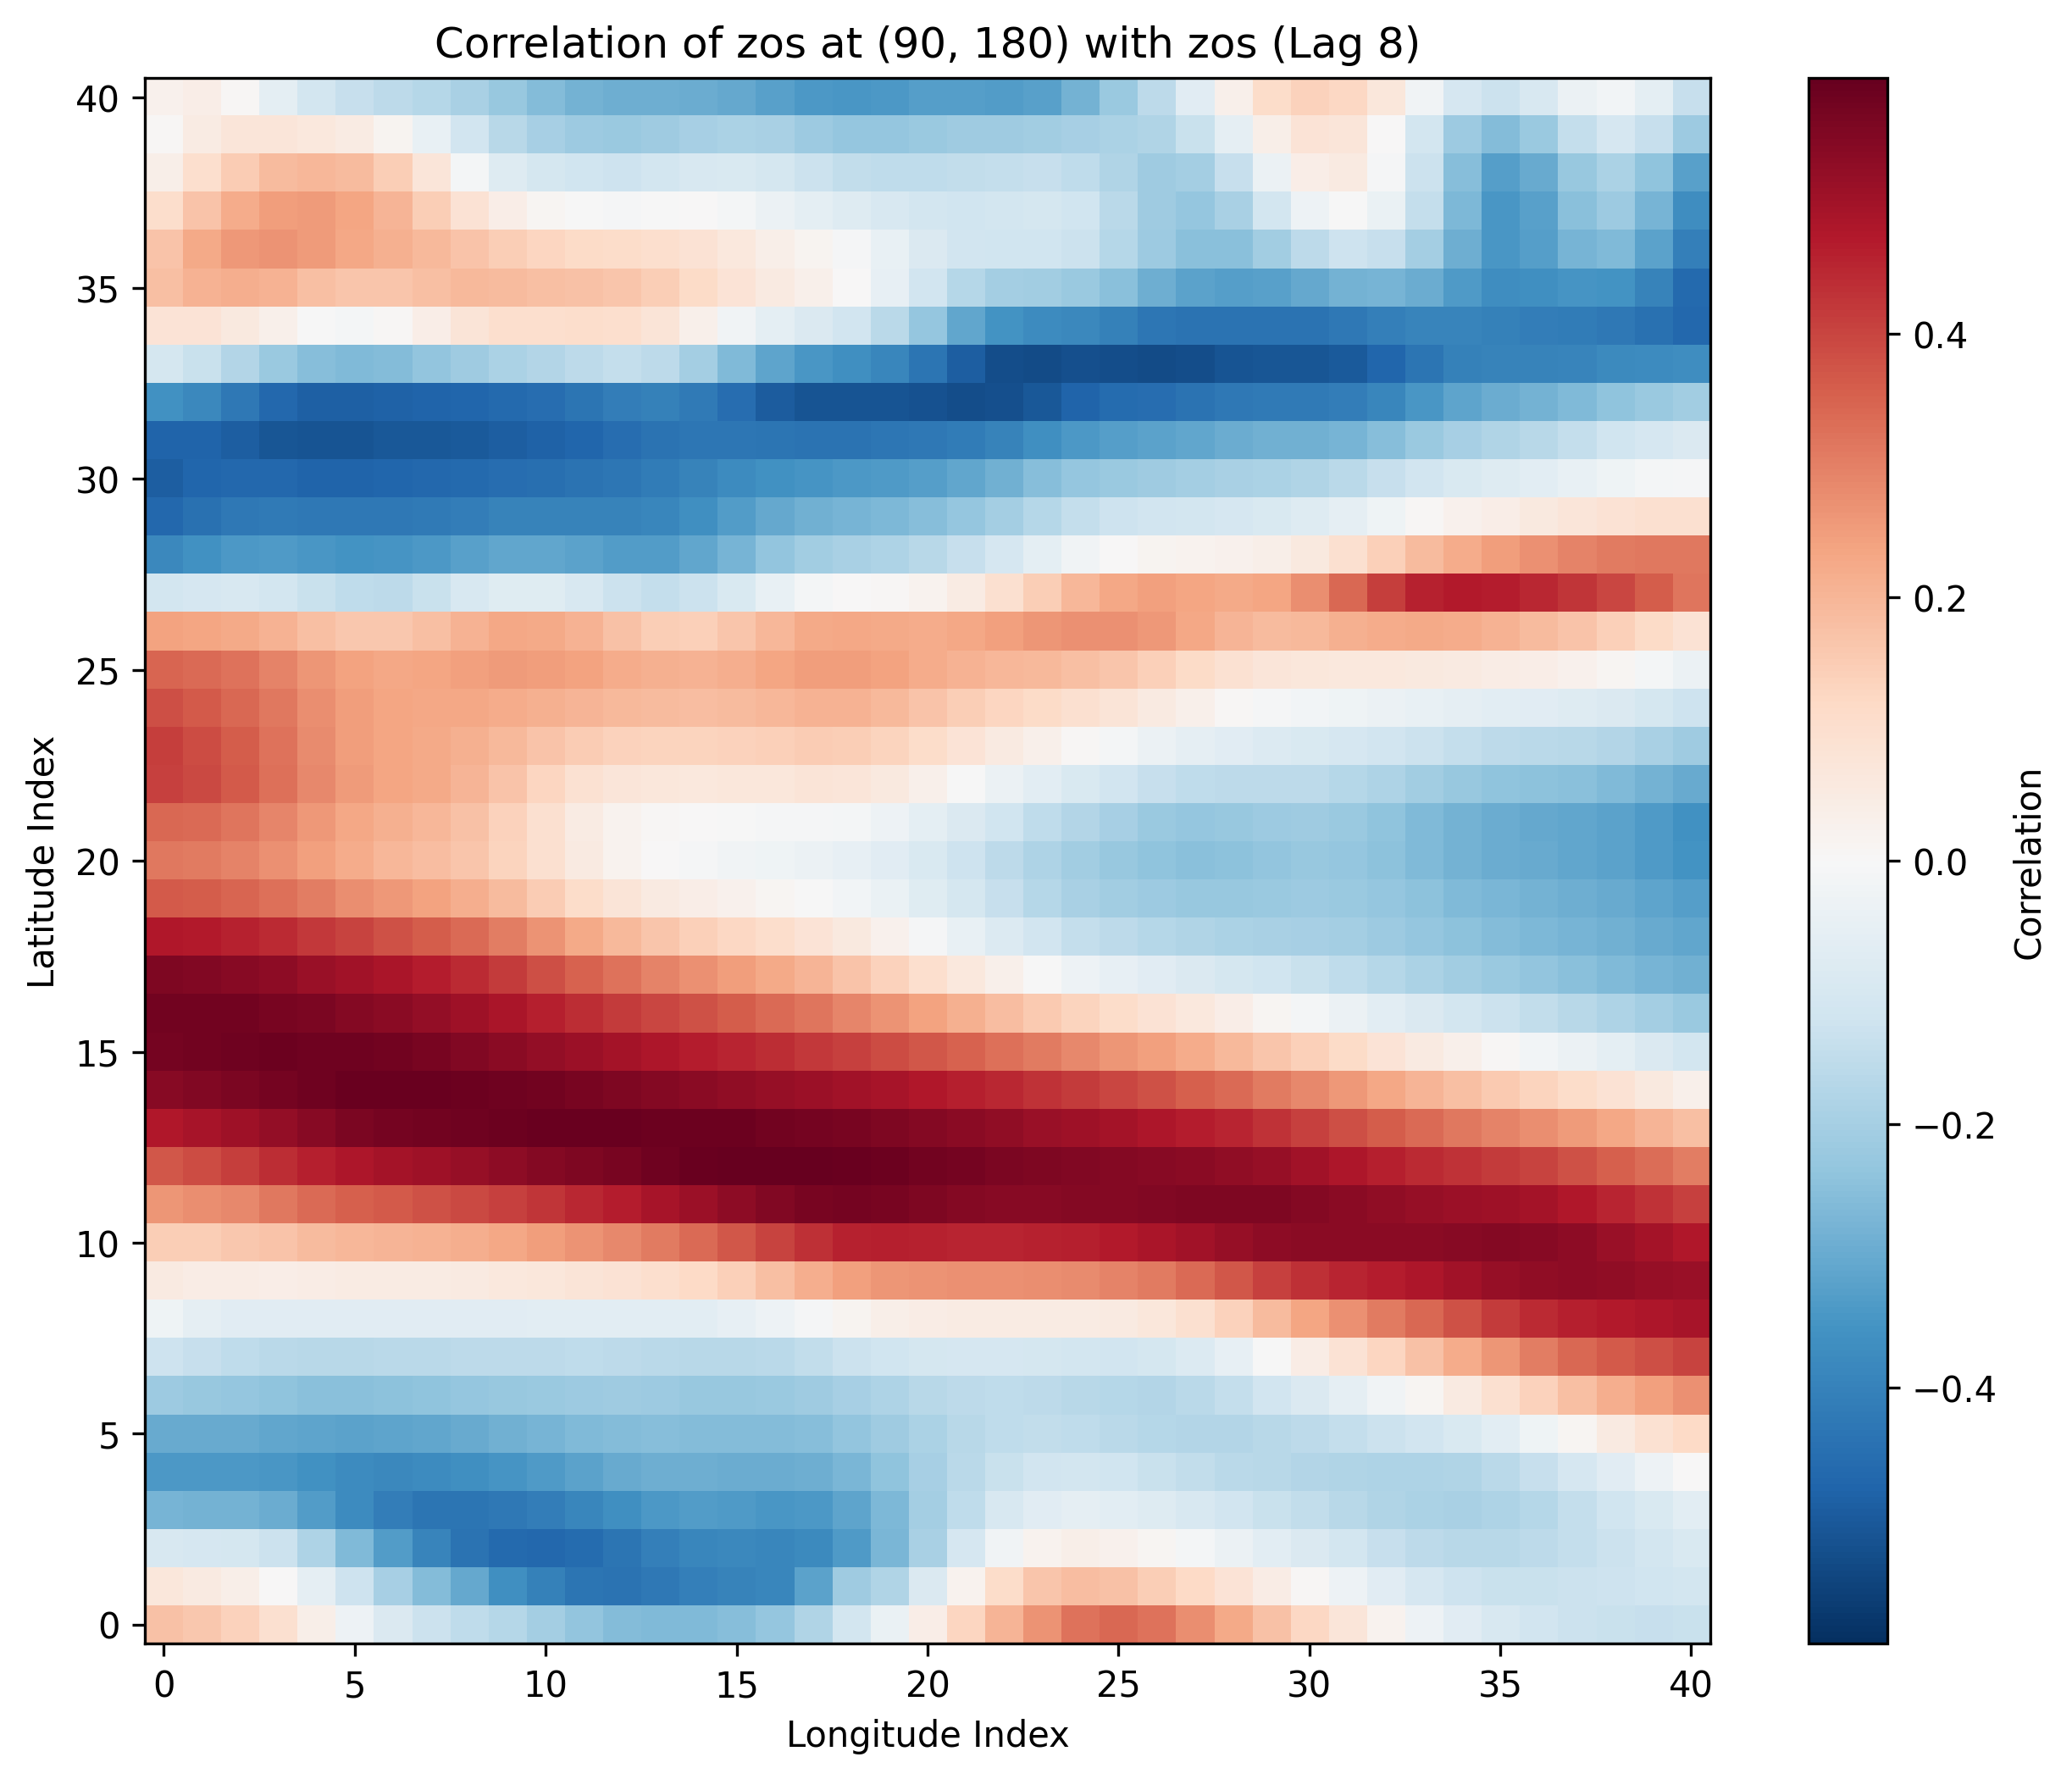 Correlation of zos at (90, 180) with zos (Lag 8)
40
35
30
25
20
15
10
5
0
Latitude Index
0 5 10 15 20 25 30 35 40
Longitude Index
0.4
0.2
0.0
−0.2
−0.4
Correlation